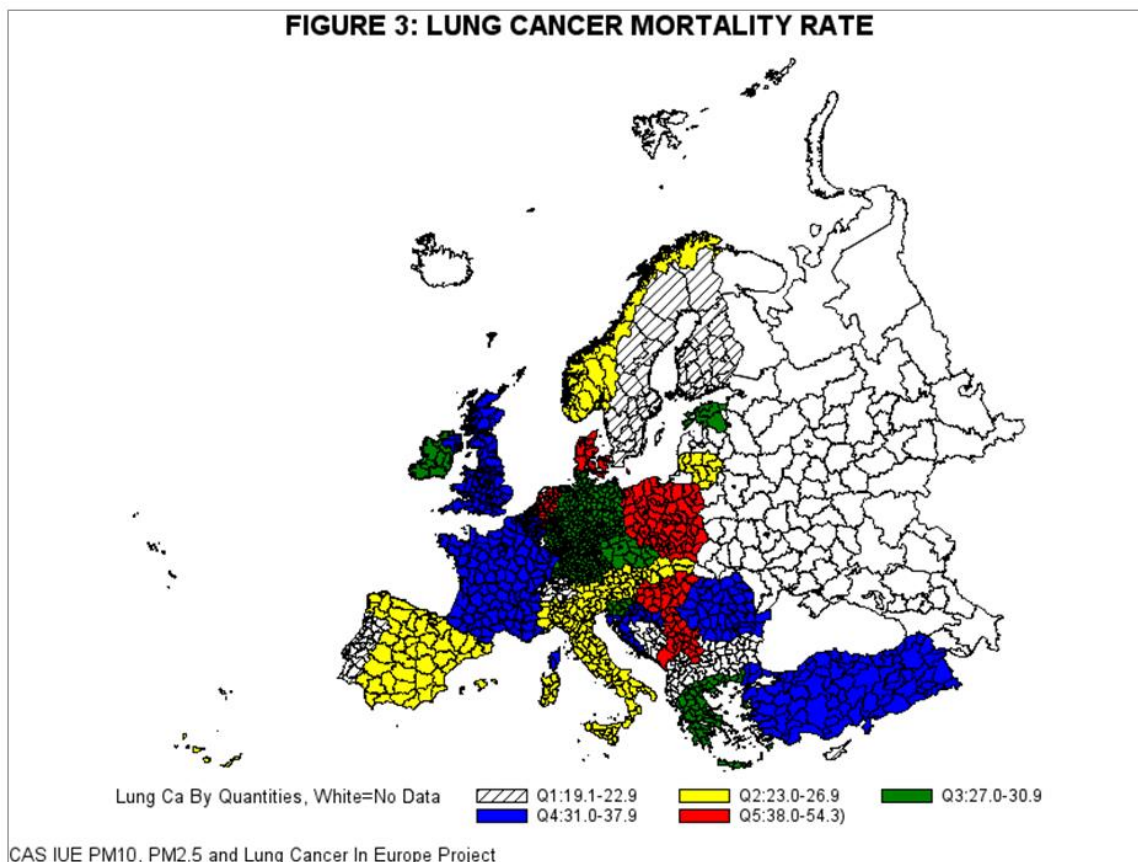 FIGURE 3: LUNG CANCER MORTALITY RATE
Lung Ca By Quantities, White=No Data
Q1:19.1-22.9
Q2:23.0-26.9
Q3:27.0-30.9
Q4:31.0-37.9
Q5:38.0-54.3)
CAS IUE PM10, PM2.5 and Lung Cancer In Europe Project